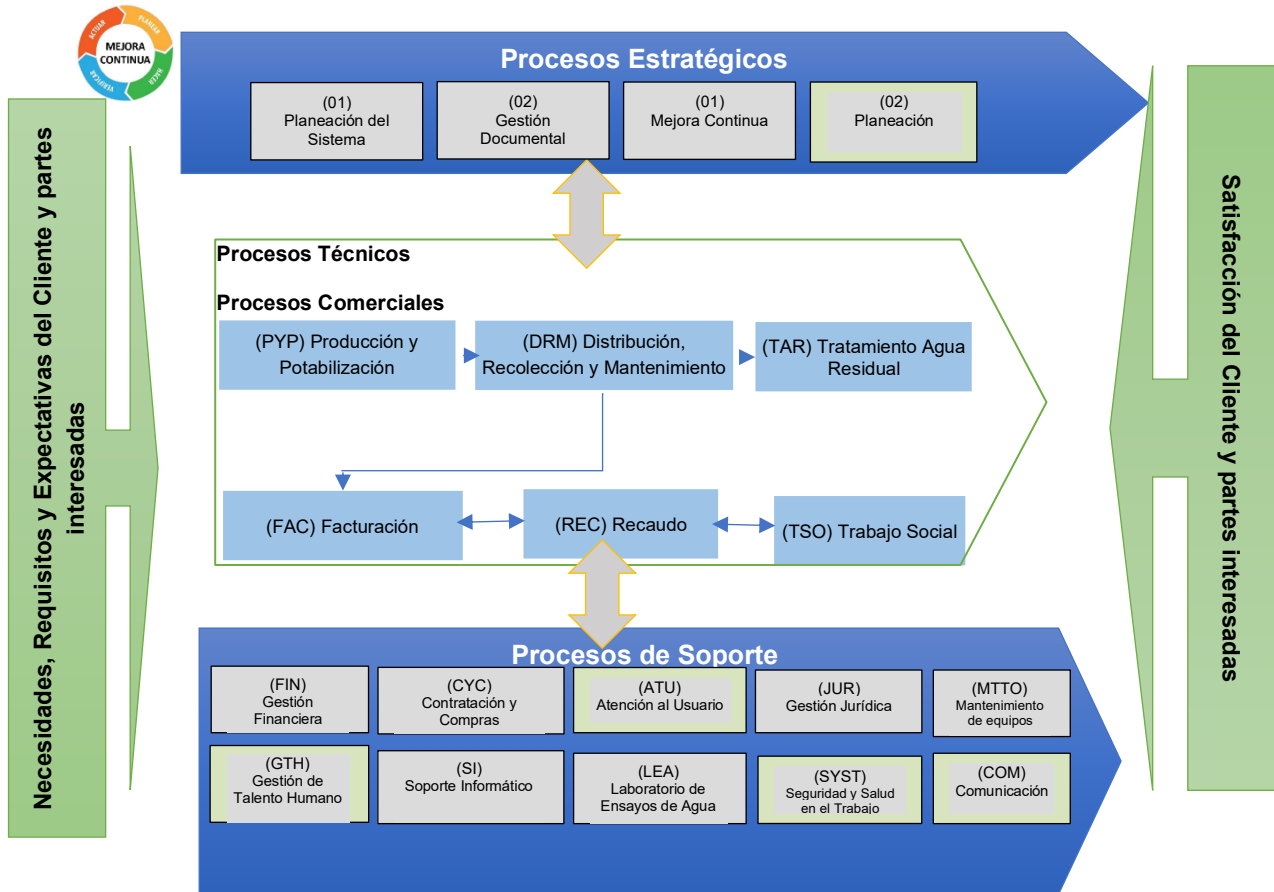 ACTUAR
PLANEAR
MEJORA
CONTINUA
VERIFICAR
HACER
Procesos Estratégicos
(01)
Planeación del
Sistema
(02)
Gestión
Documental
(01)
Mejora Continua
(02)
Planeación
Necesidades, Requisitos y Expectativas del Cliente y partes
interesadas
Procesos Técnicos
Procesos Comerciales
(PYP) Producción y
Potabilización
(DRM) Distribución,
Recolección y Mantenimiento
(TAR) Tratamiento Agua
Residual
(FAC) Facturación
(REC) Recaudo
(TSO) Trabajo Social
Satisfacción del Cliente y partes interesadas
Procesos de Soporte
(FIN)
Gestión
Financiera
(CYC)
Contratación y
Compras
(ATU)
Atención al Usuario
(JUR)
Gestión Jurídica
(MTTO)
Mantenimiento
de equipos
(GTH)
Gestión de
Talento Humano
(SI)
Soporte Informático
(LEA)
Laboratorio de
Ensayos de Agua
(SYST)
Seguridad y Salud
en el Trabajo
(COM)
Comunicación